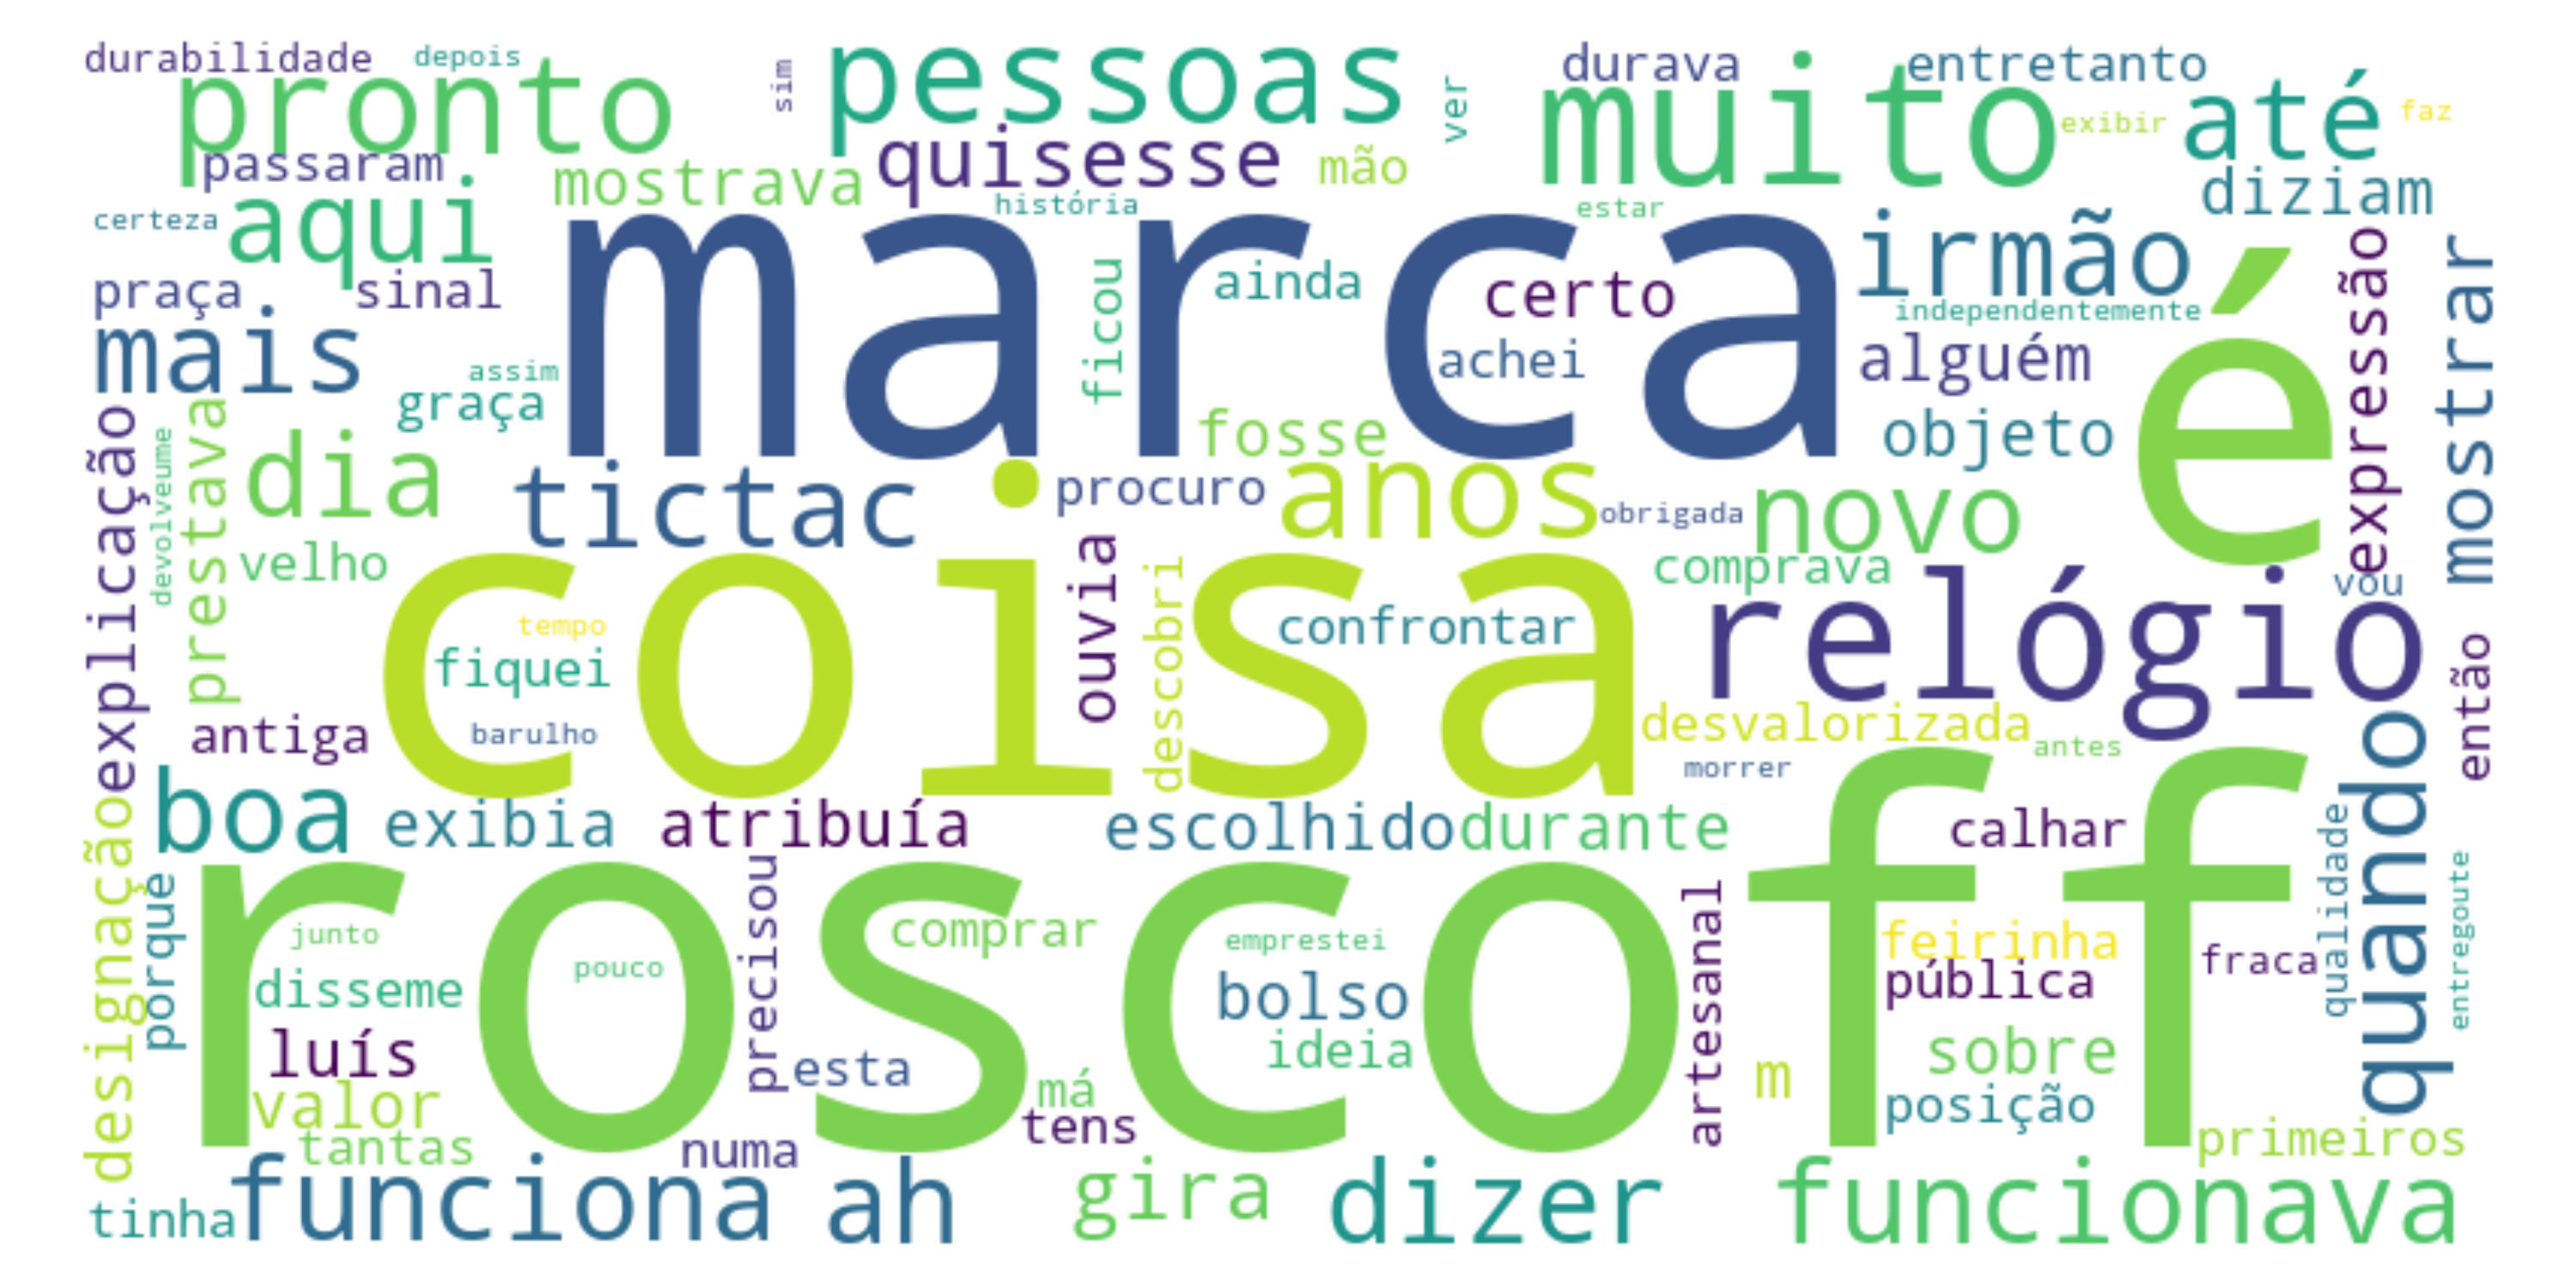 durabilidade
depois
pronto
sim
pessoas
ver
durava
muito
entretanto
exibir
até
faz
passaram
mostrava
quisesse
mão
diziam
certeza
aqui
história
estar
praça
sinal
marca
ficou
ainda
certo
irmão
independentemente
é
expressão
mostrar
mais
assim
graça
achei
alguém
objeto
explicação
devolveume
prestava
dia
tictac
fosse
procuro
anos
obrigada
novo
velho
comprava
vou
coisa
tempo
fiquei
barulho
ouvia
descobri
confrontar
relógio
então
antiga
desvalorizada
antes
morrer
boa
exibia
atribuía
escolhido
durante
calhar
qualidade
quando
entregoute
designação
porque
roscoff
junto
pouco
precisou
comprar
emprestei
artesanal
feirinha
pública
fraca
disseme
bolso
luís
esta
ideia
sobre
valor
má
m
posição
tantas
numa
tens
primeiros
tinha
funciona
ah
gira
dizer
funcionava